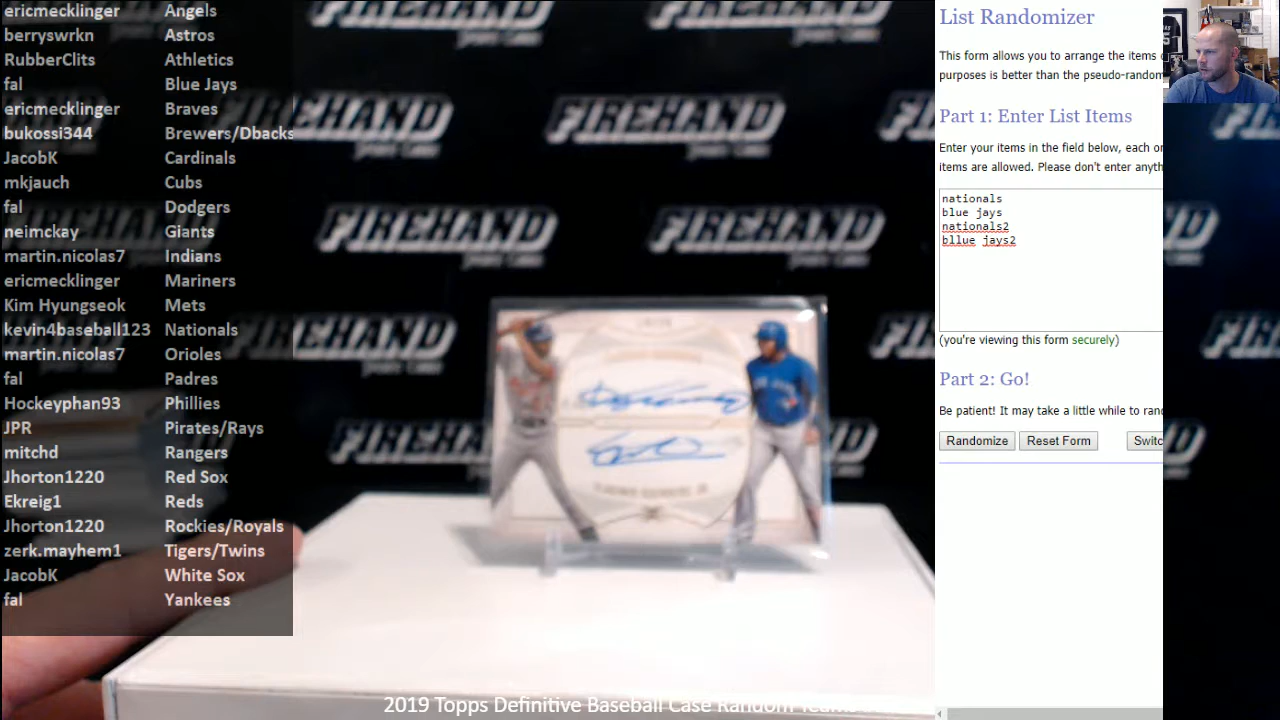 ericmecklinger Angels
berryswrkn Astros
RubberClits Athletics
fal Blue Jays
ericmecklinger Braves
bukossi344 Brewers/Dbacks
JacobK Cardinals
mkjauch Cubs
fal Dodgers
neimckay Giants
martin.nicolas7 Indians
ericmecklinger Mariners
Kim Hyungseok Mets
kevin4baseball123 Nationals
martin.nicolas7 Orioles
fal Padres
Hockeyphan93 Phillies
JPR Pirates/Rays
mitchd Rangers
Jhorton1220 Red Sox
Ekreig1 Reds
Jhorton1220 Rockies/Royals
zerk.mayhem1 Tigers/Twins
JacobK White Sox
fal Yankees
FIREHAND
FIREHAND
FIREHAND
FIREHAND
2019 Topps Definitive Baseball Case Random Teams
List Randomizer
This form allows you to arrange the items
purposes is better than the pseudo-random
Part 1: Enter List Items
Enter your items in the field below, each
items are allowed. Please don't enter
nationals
blue jays
nationals2
bllue jays2
(you're viewing this form securely)
Part 2: Go!
Be patient! It may take a little while to
Randomize Reset Form